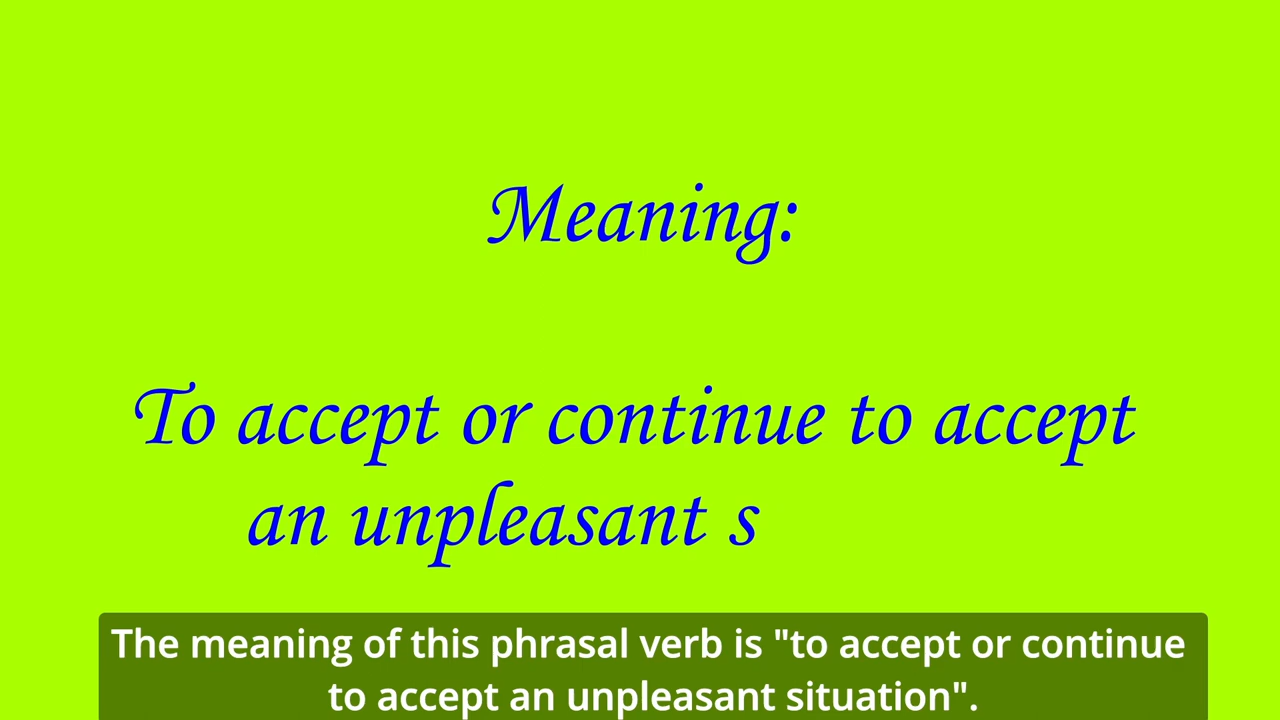 Meaning:
To accept or continue to accept
an unpleasant s
The meaning of this phrasal verb is "to accept or continue
to accept an unpleasant situation".